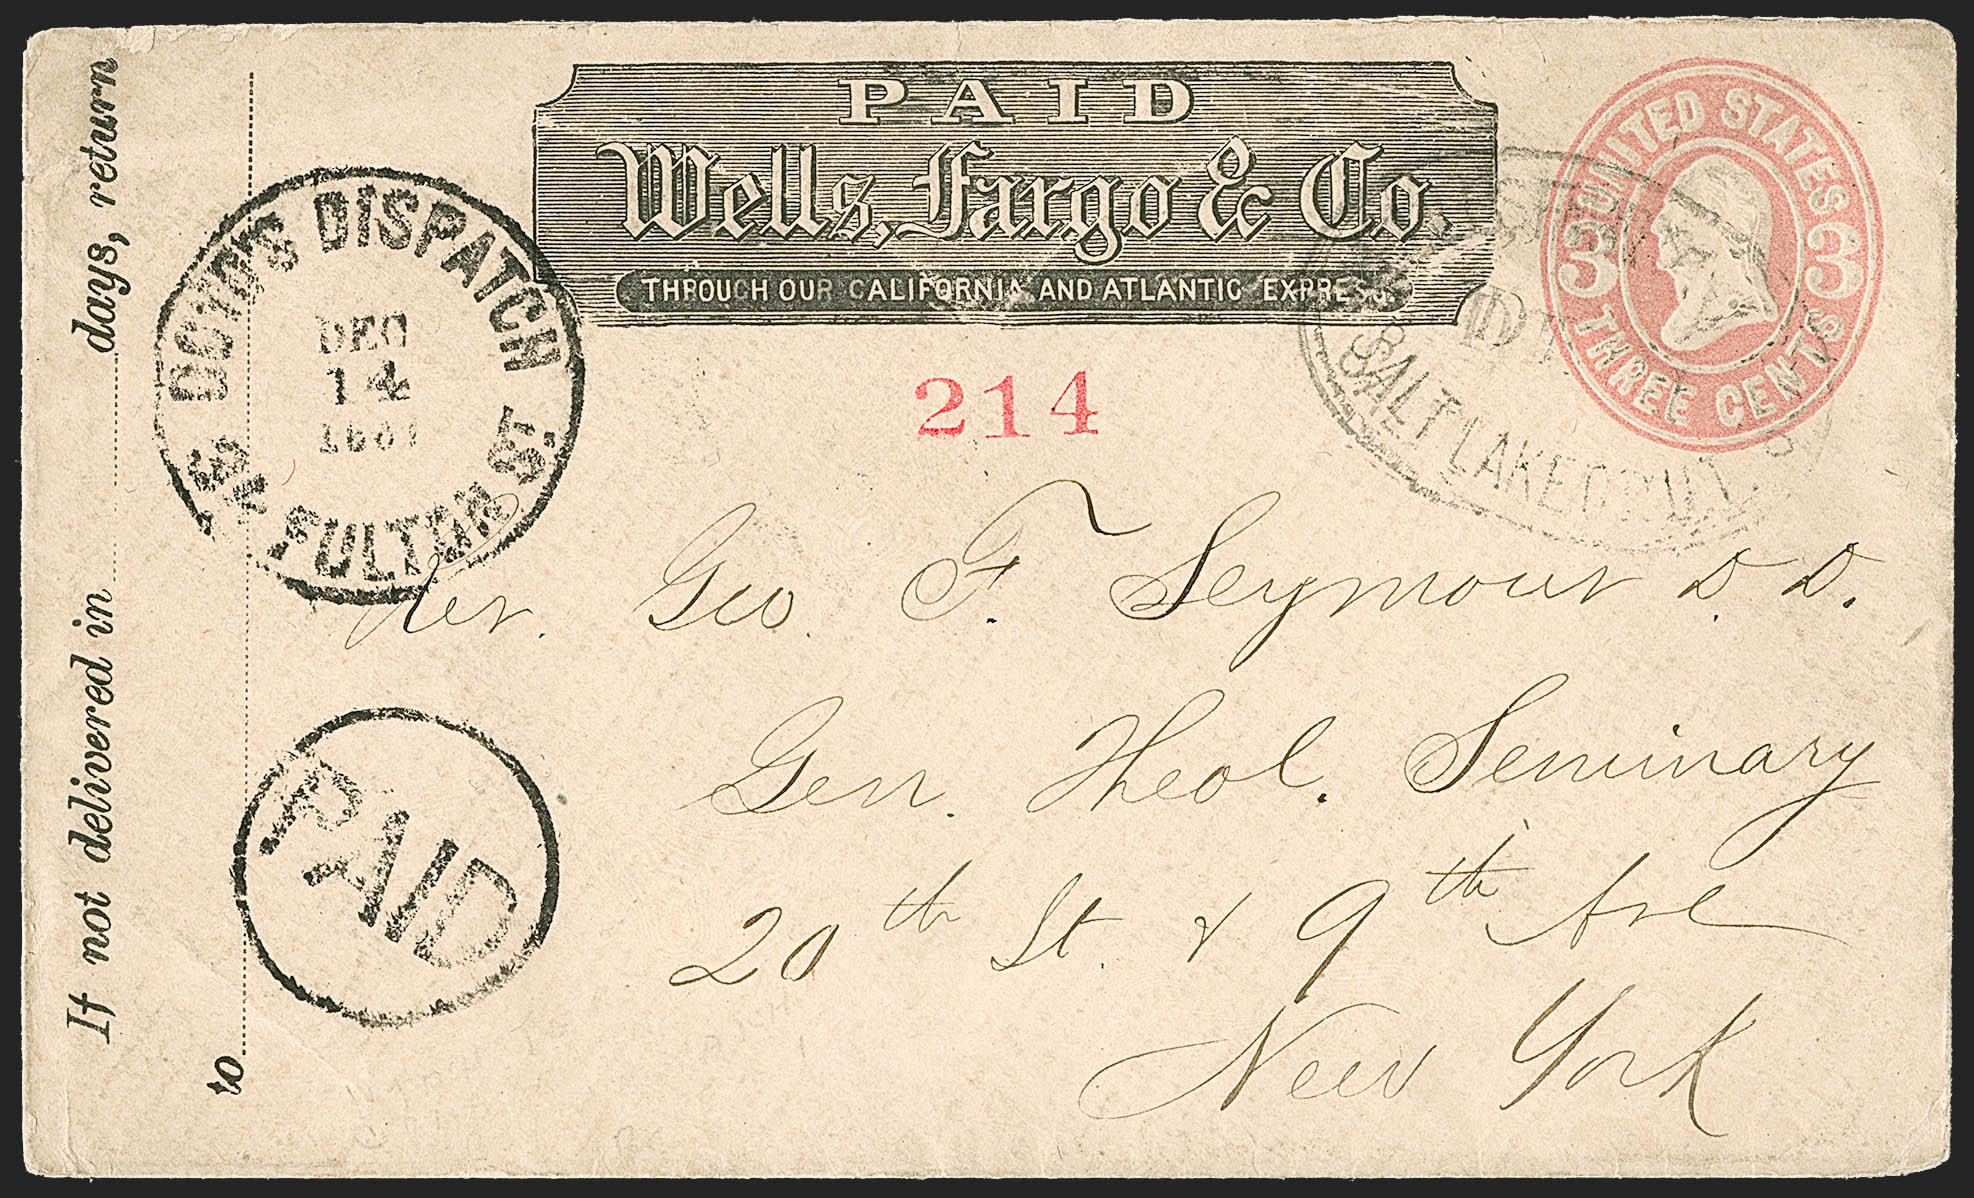 PAID
Wells, Fargo & Co.
THROUGH OUR CALIFORNIA AND ATLANTIC EXPRESS.
UNITED STATES
3 3
THREE CENTS
SALT LAKE
214
DISPATCH
DEC
14
FULTON ST.
Rev. Geo. F. Seymour D. D.
Gen. Theol. Seminary
20th St. & 9th Ave
New York
PAID
If not delivered in days, return
to